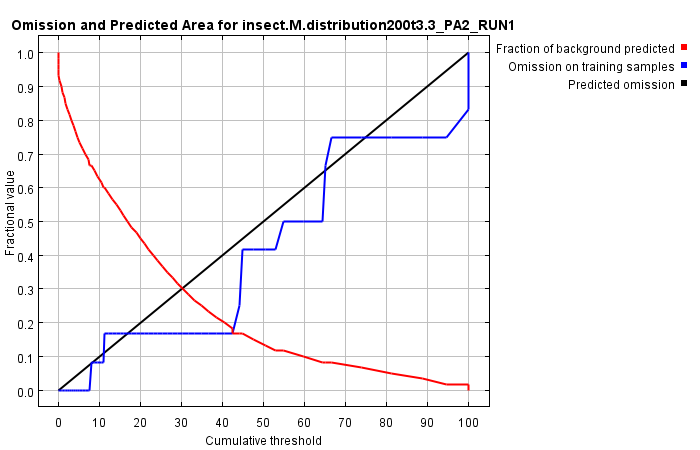 Omission and Predicted Area for insect.M.distribution200t3.3_PA2_RUN1
Fraction of background predicted
Omission on training samples
Predicted omission
1.0
0.9
0.8
0.7
0.6
0.5
0.4
0.3
0.2
0.1
0.0
Fractional value
0 10 20 30 40 50 60 70 80 90 100
Cumulative threshold